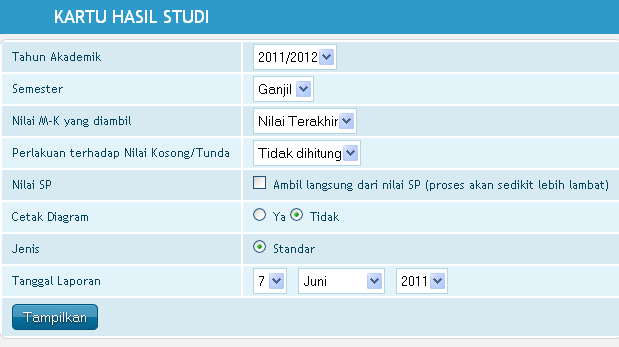 KARTU HASIL STUDI
Tahun Akademik 2011/2012
Semester Ganjil
Nilai M-K yang diambil Nilai Terakhir
Perlakuan terhadap Nilai Kosong/Tunda Tidak dihitung
Nilai SP Ambil langsung dari nilai SP (proses akan sedikit lebih lambat)
Cetak Diagram Ya Tidak
Jenis Standar
Tanggal Laporan 7 Juni 2011
Tampilkan